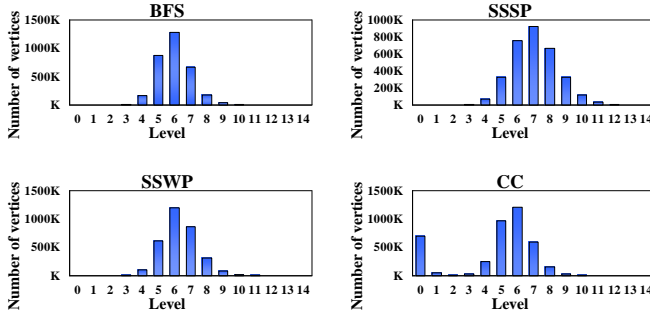 BFS
Number of vertices
1500K
1000K
500K
K
0 1 2 3 4 5 6 7 8 9 10 11 12 13 14
Level
SSSP
Number of vertices
1000K
800K
600K
400K
200K
K
0 1 2 3 4 5 6 7 8 9 10 11 12 13 14
Level
SSWP
Number of vertices
1500K
1000K
500K
K
0 1 2 3 4 5 6 7 8 9 10 11 12 13 14
Level
CC
Number of vertices
1500K
1000K
500K
K
0 1 2 3 4 5 6 7 8 9 10 11 12 13 14
Level